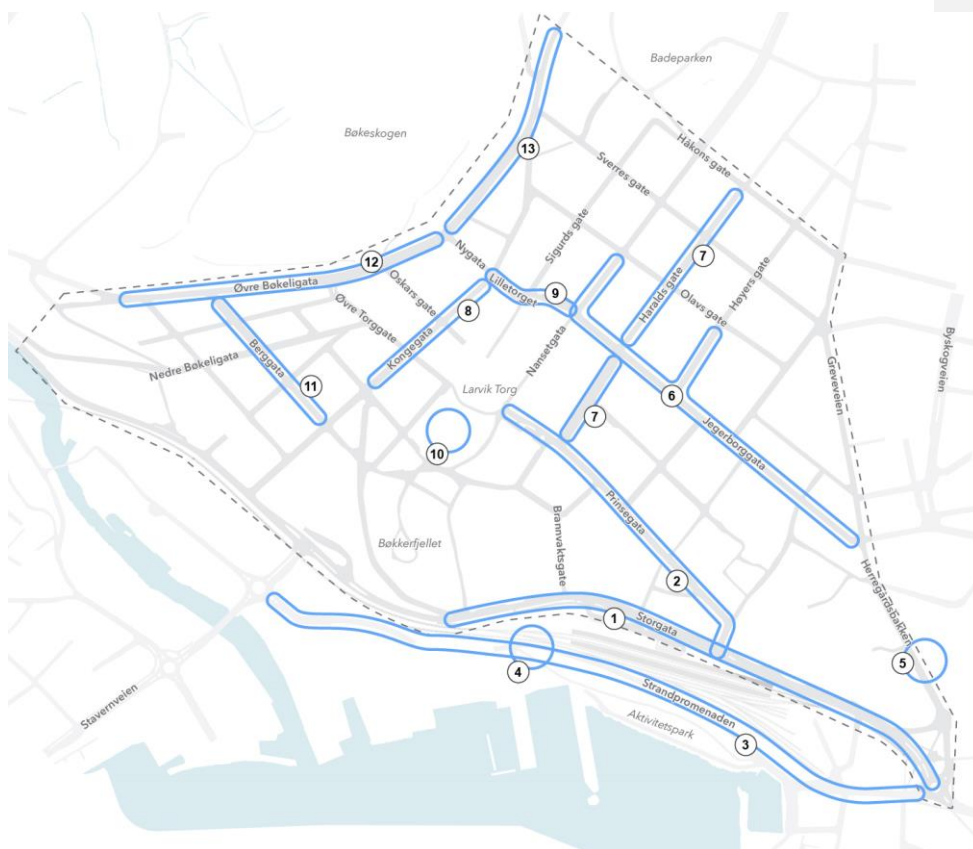 Badeparken
Bøkeskogen
Håkons gate
13
Sverres gate
Sigurds gate
Nygata
7
12
Øvre Bøkeligata
Oskars gate
Lilletorget
9
Haralds gate
Olavs gate
Høyers gate
Øvre Torggate
8
Kongegata
Nansetgata
Byskogveien
Greveveien
Nedre Bøkeligata
Berggata
11
Larvik Torg
6
7
Jegerborggata
10
Prinsegata
Bøkkerfjellet
Brannvaktsgate
2
Herregårdsbakken
1
Storgata
5
4
Stavernveien
Strandpromenaden
Aktivitetspark
3